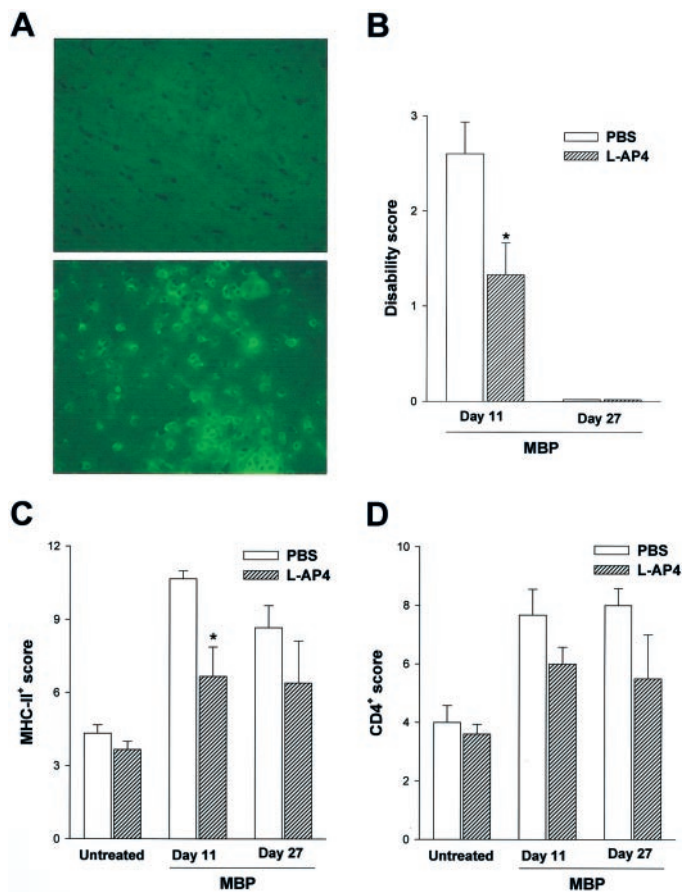 A
B
3
2
1
0
Disability score
PBS
L-AP4
*
Day 11 Day 27
MBP
C
12
9
6
3
0
MHC-II+ score
PBS
L-AP4
*
Untreated Day 11 Day 27
MBP
D
10
8
6
4
2
0
CD4+ score
PBS
L-AP4
Untreated Day 11 Day 27
MBP